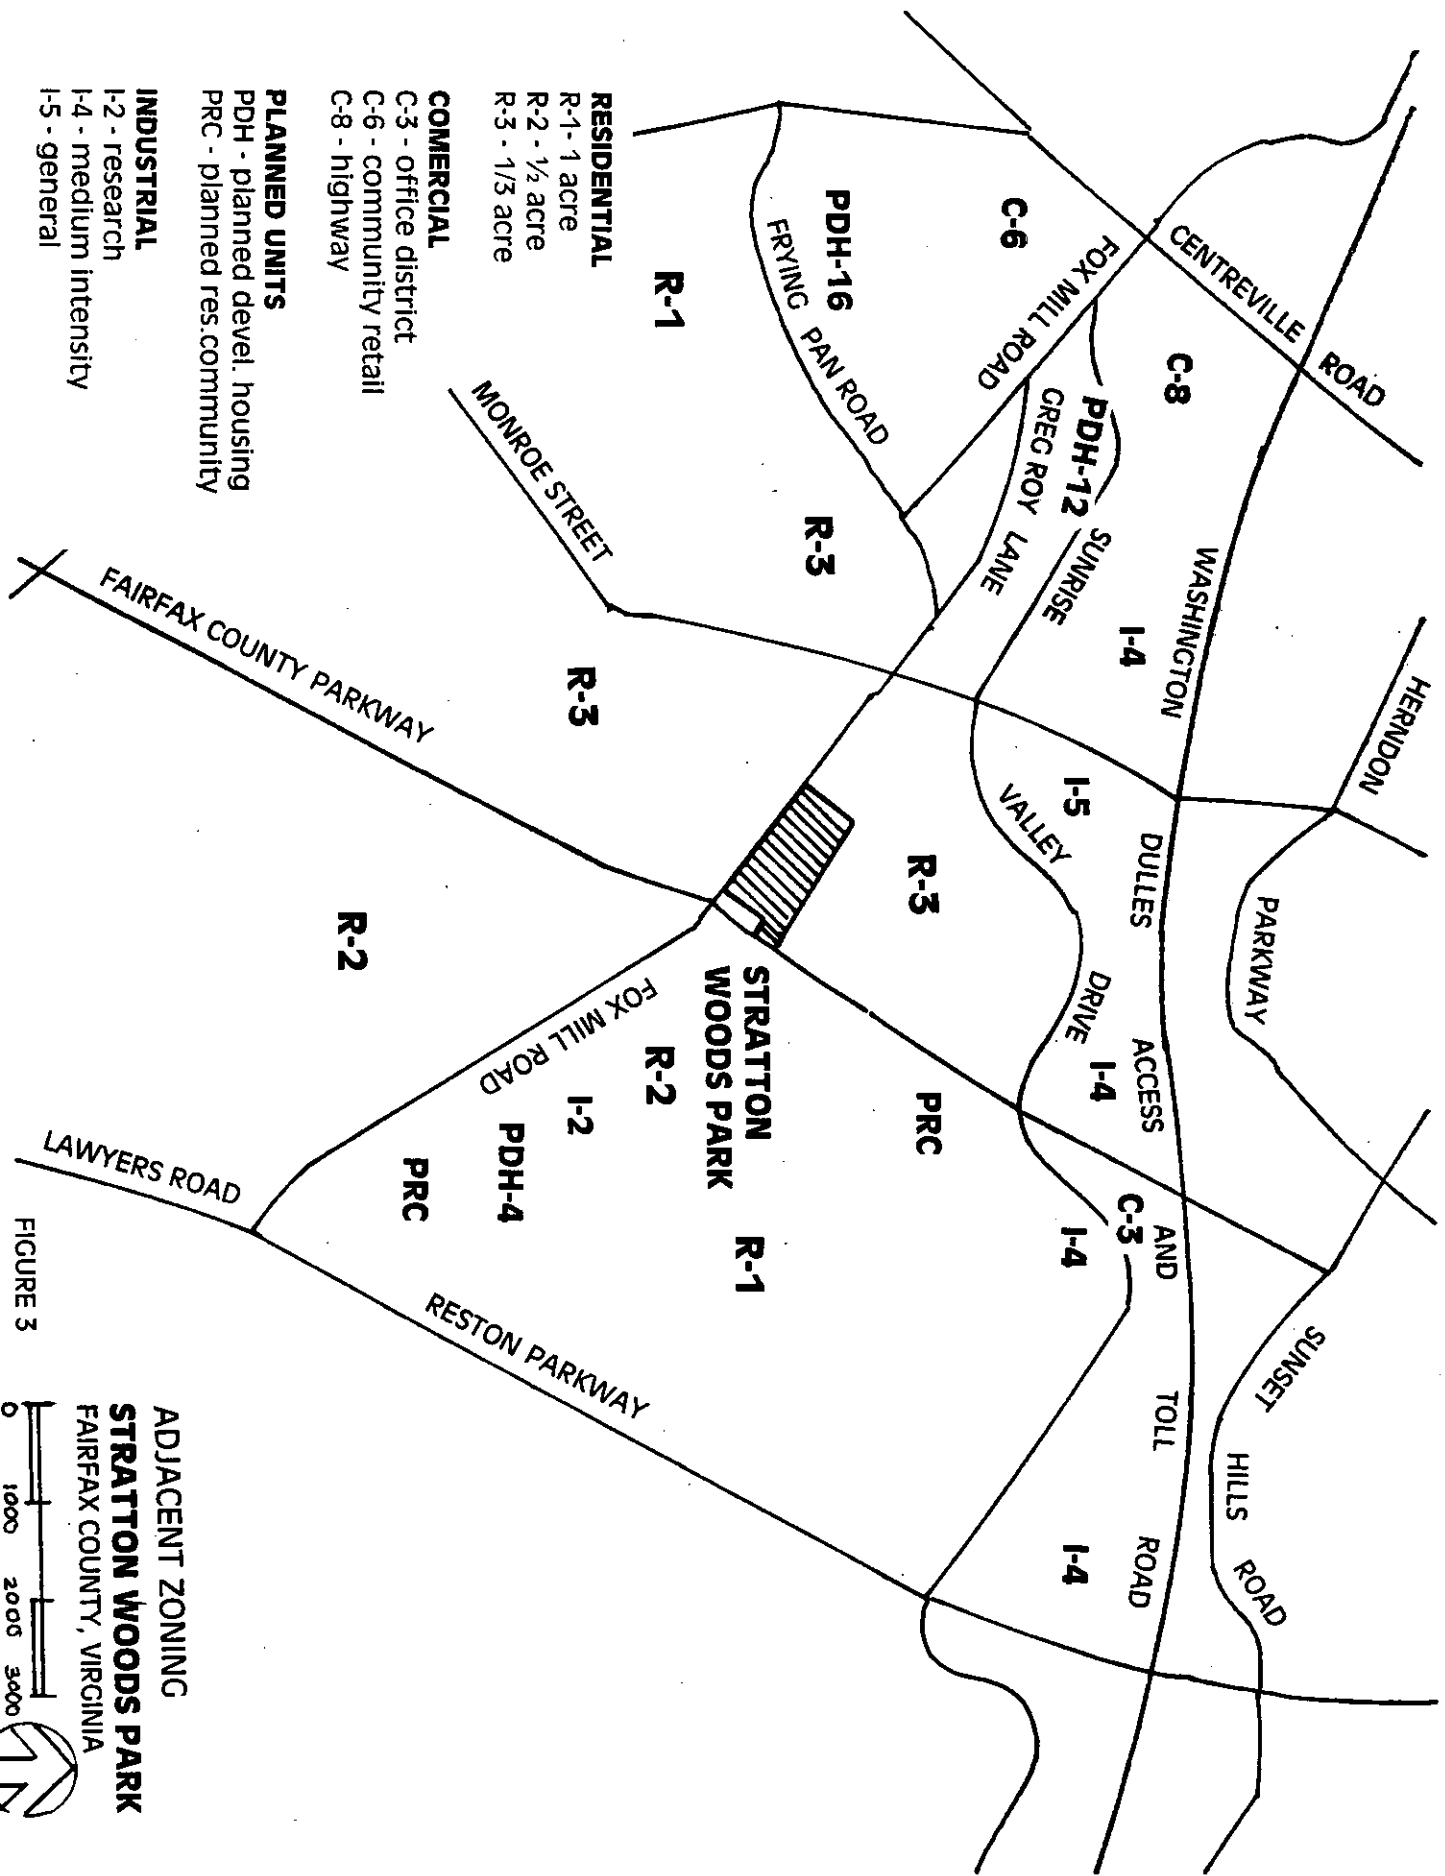 HERNDON
PARKWAY
SUNSET
HILLS
ROAD
CENTREVILLE
ROAD
WASHINGTON
DULLES
ACCESS
AND
TOLL
ROAD
C-8
I-4
I-5
I-4
C-3
I-4
I-4
C-6
FOX MILL ROAD
PDH-12
GREG ROY
LANE
SUNRISE
VALLEY
DRIVE
PDH-16
FRYING
PAN ROAD
R-3
R-3
PRC
R-1
MONROE STREET
R-3
STRATTON
WOODS PARK
R-1
R-2
FOX MILL ROAD
I-2
PDH-4
PRC
FAIRFAX COUNTY PARKWAY
R-2
RESTON PARKWAY
LAWYERS ROAD
RESIDENTIAL
R-1- 1 acre
R-2 - ½ acre
R-3 - 1/3 acre
COMERCIAL
C-3 - office district
C-6 - community retail
C-8 - highway
PLANNED UNITS
PDH - planned devel. housing
PRC - planned res.community
INDUSTRIAL
I-2 - research
I-4 - medium intensity
I-5 - general
FIGURE 3
ADJACENT ZONING
STRATTON WOODS PARK
FAIRFAX COUNTY, VIRGINIA
0 1000 2000 3000